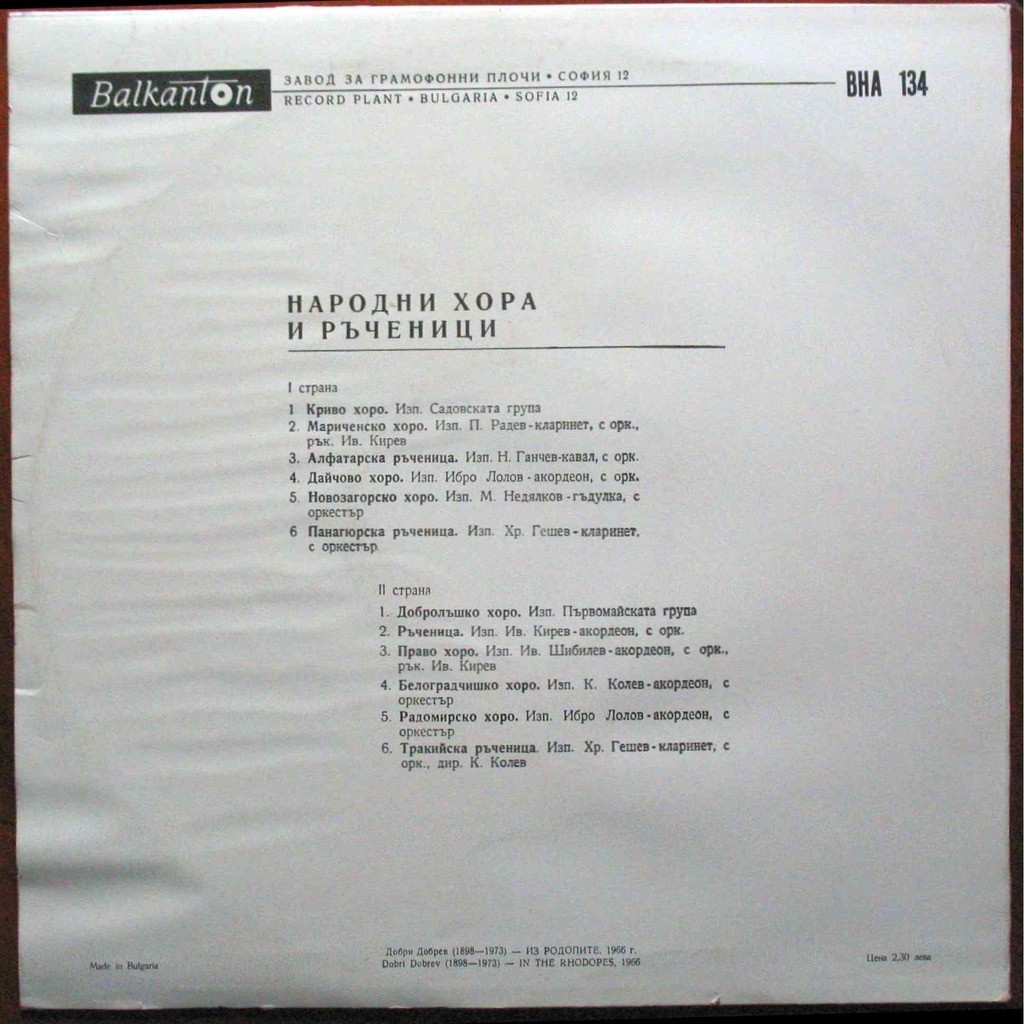 Balkanton
ЗАВОД ЗА ГРАМОФОННИ ПЛОЧИ • СОФИЯ 12
RECORD PLANT • BULGARIA • SOFIA 12
ВНА 134
НАРОДНИ ХОРА
И РЪЧЕНИЦИ
I страна
1 Криво хоро. Изп. Садовската група
2. Мариченско хоро. Изп. П. Радев-кларинет, с орк.,
рък. Ив. Кирев
3. Алфатарска ръченица. Изп. Н. Ганчев-кавал, с орк.
4. Дайчово хоро. Изп. Ибро Лолов-акордеон, с орк.
5. Новозагорско хоро. Изп. М. Недялков-гъдулка, с
оркестър
6 Панагюрска ръченица. Изп. Хр. Гешев-кларинет,
с оркестър
II страна
1. Добролъшко хоро. Изп. Първомайската група
2. Ръченица. Изп. Ив. Кирев-акордеон, с орк.
3. Право хоро. Изп. Ив. Шибилев-акордеон, с орк.,
рък. Ив. Кирев
4. Белоградчишко хоро. Изп. К. Колев-акордеон, с
оркестър
5. Радомирско хоро. Изп. Ибро Лолов-акордеон, с
оркестър
6. Тракийска ръченица. Изп. Хр. Гешев-кларинет, с
орк., дир. К. Колев
Добри Добрев (1898—1973) — ИЗ РОДОПИТЕ, 1966 г.
Dobri Dobrev (1898—1973) — IN THE RHODOPES, 1966
Made in Bulgaria
Цена 2,30 лева